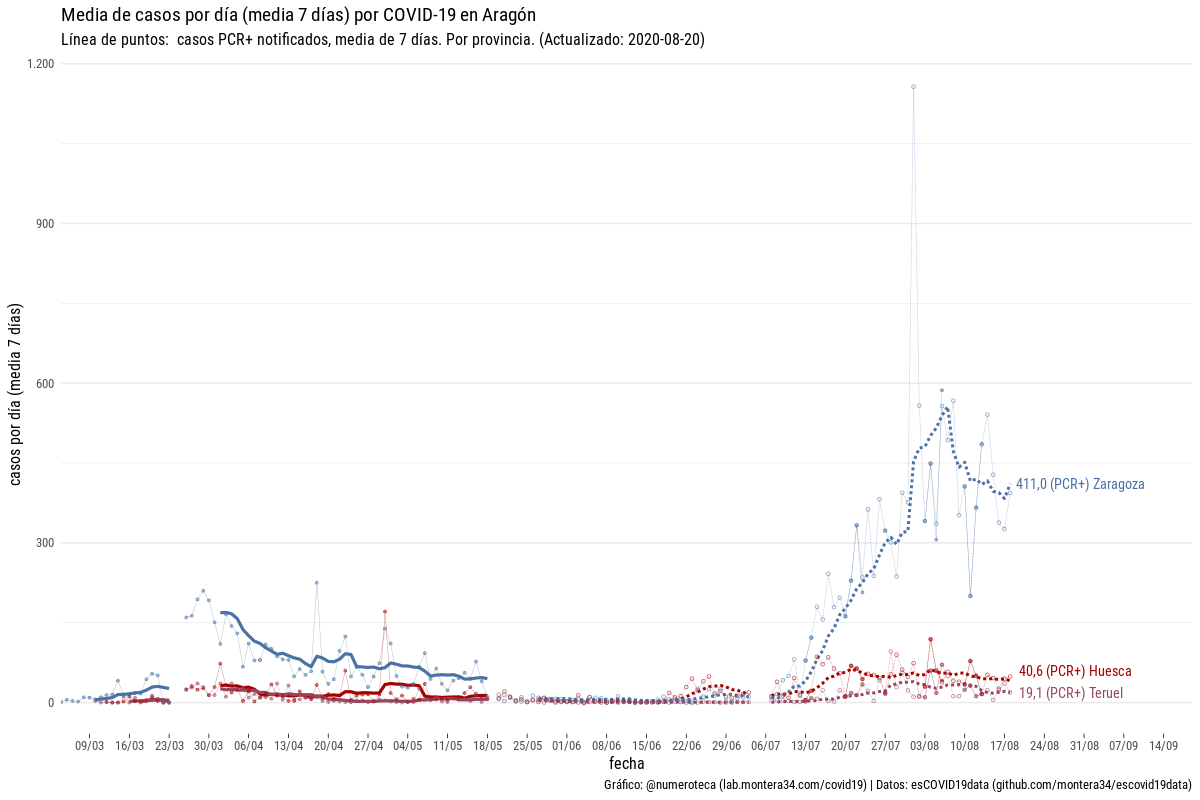 Media de casos por día (media 7 días) por COVID-19 en Aragón
Línea de puntos:  casos PCR+ notificados, media de 7 días. Por provincia. (Actualizado: 2020-08-20)
casos por día (media 7 días)
1.200
900
600
300
0
411,0 (PCR+) Zaragoza
40,6 (PCR+) Huesca
19,1 (PCR+) Teruel
09/03 16/03 23/03 30/03 06/04 13/04 20/04 27/04 04/05 11/05 18/05 25/05 01/06 08/06 15/06 22/06 29/06 06/07 13/07 20/07 27/07 03/08 10/08 17/08 24/08 31/08 07/09 14/09
fecha
Gráfico: @numeroteca (lab.montera34.com/covid19) | Datos: esCOVID19data (github.com/montera34/escovid19data)